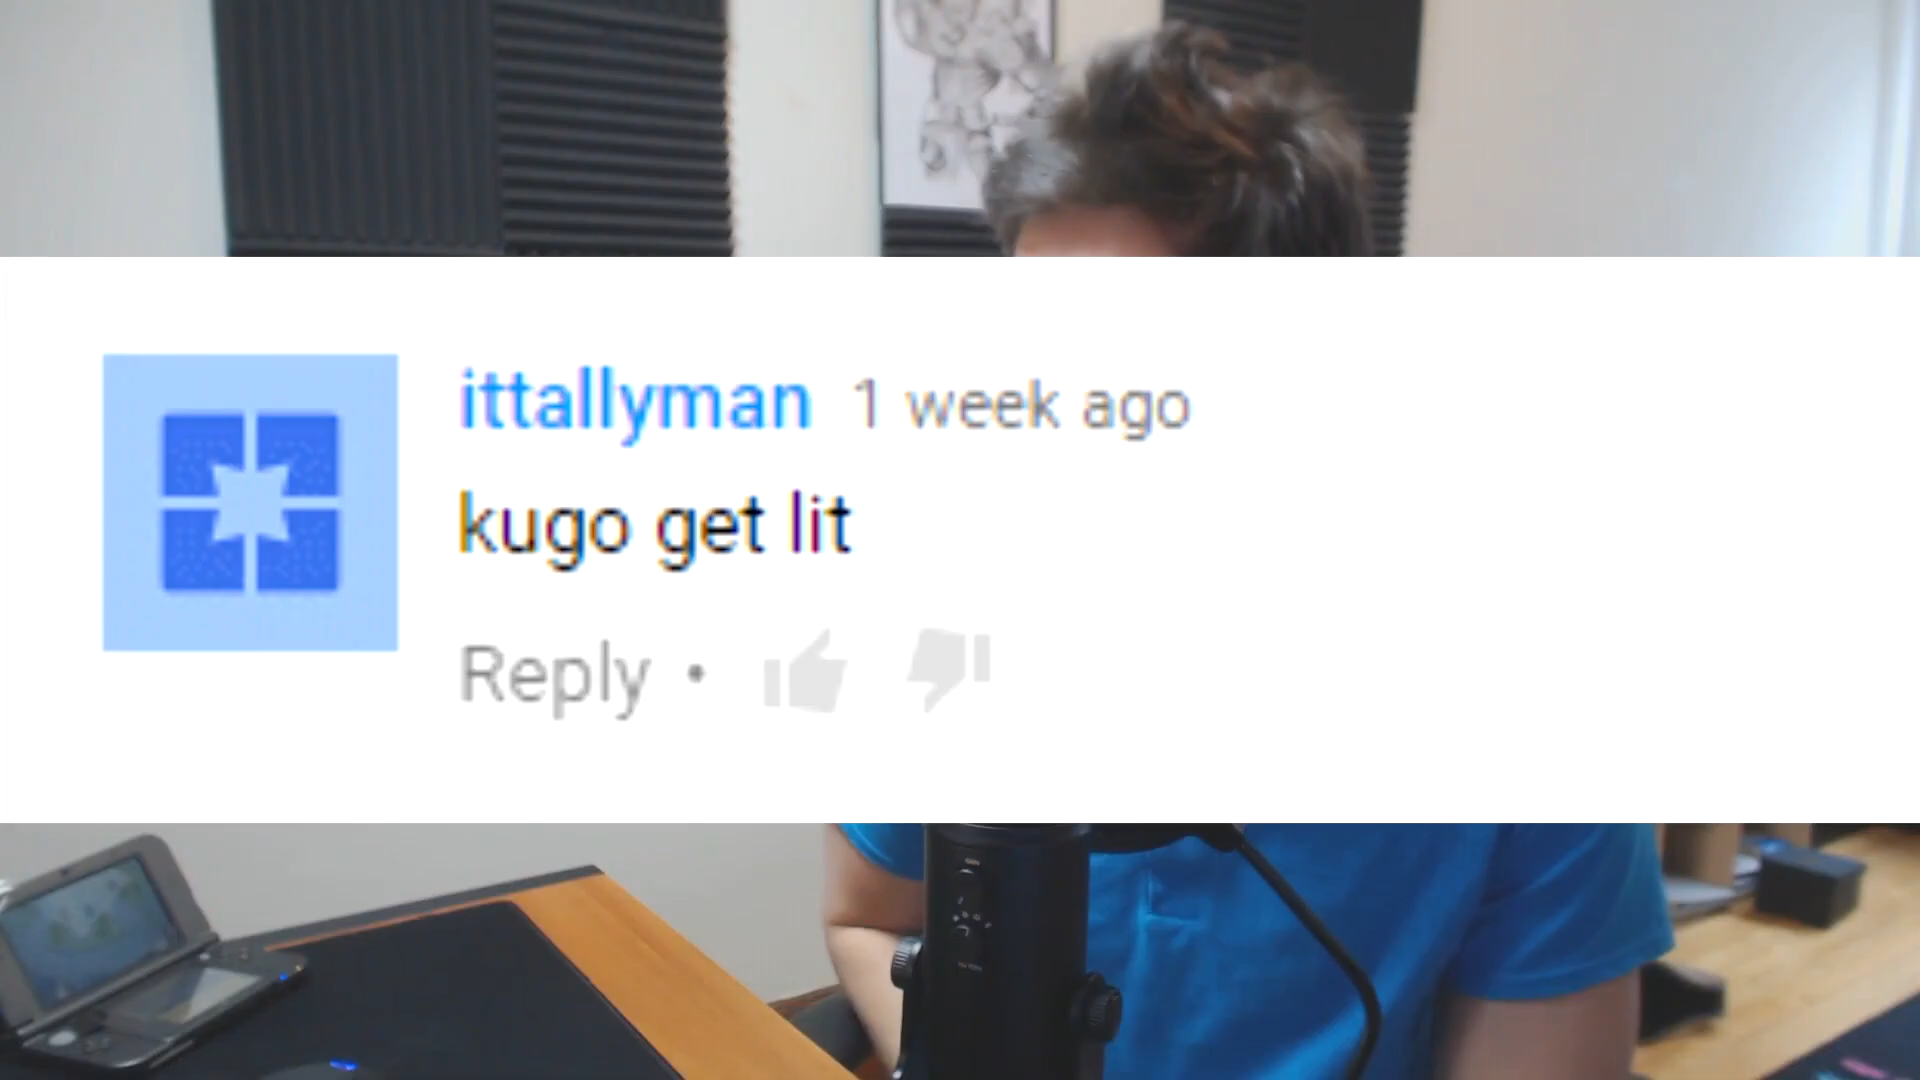 ittallyman 1 week ago
kugo get lit
Reply •